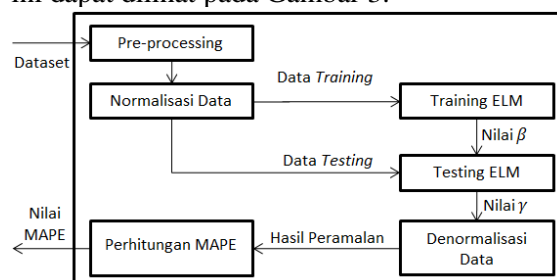 ini dapat dilihat pada Gambar 3.
Pre-processing
Dataset
Data Training
Normalisasi Data
Training ELM
Nilai β
Data Testing
Testing ELM
Nilai γ
Nilai
MAPE
Perhitungan MAPE
Hasil Peramalan
Denormalisasi
Data